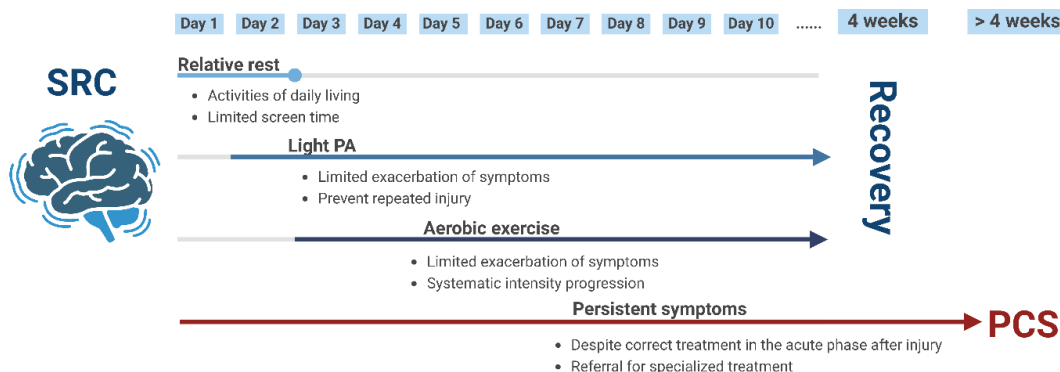 Day 1 Day 2 Day 3 Day 4 Day 5 Day 6 Day 7 Day 8 Day 9 Day 10 ...... 4 weeks > 4 weeks
SRC
Relative rest
• Activities of daily living
• Limited screen time
Light PA
• Limited exacerbation of symptoms
• Prevent repeated injury
Aerobic exercise
• Limited exacerbation of symptoms
• Systematic intensity progression
Recovery
Persistent symptoms
• Despite correct treatment in the acute phase after injury
• Referral for specialized treatment
PCS